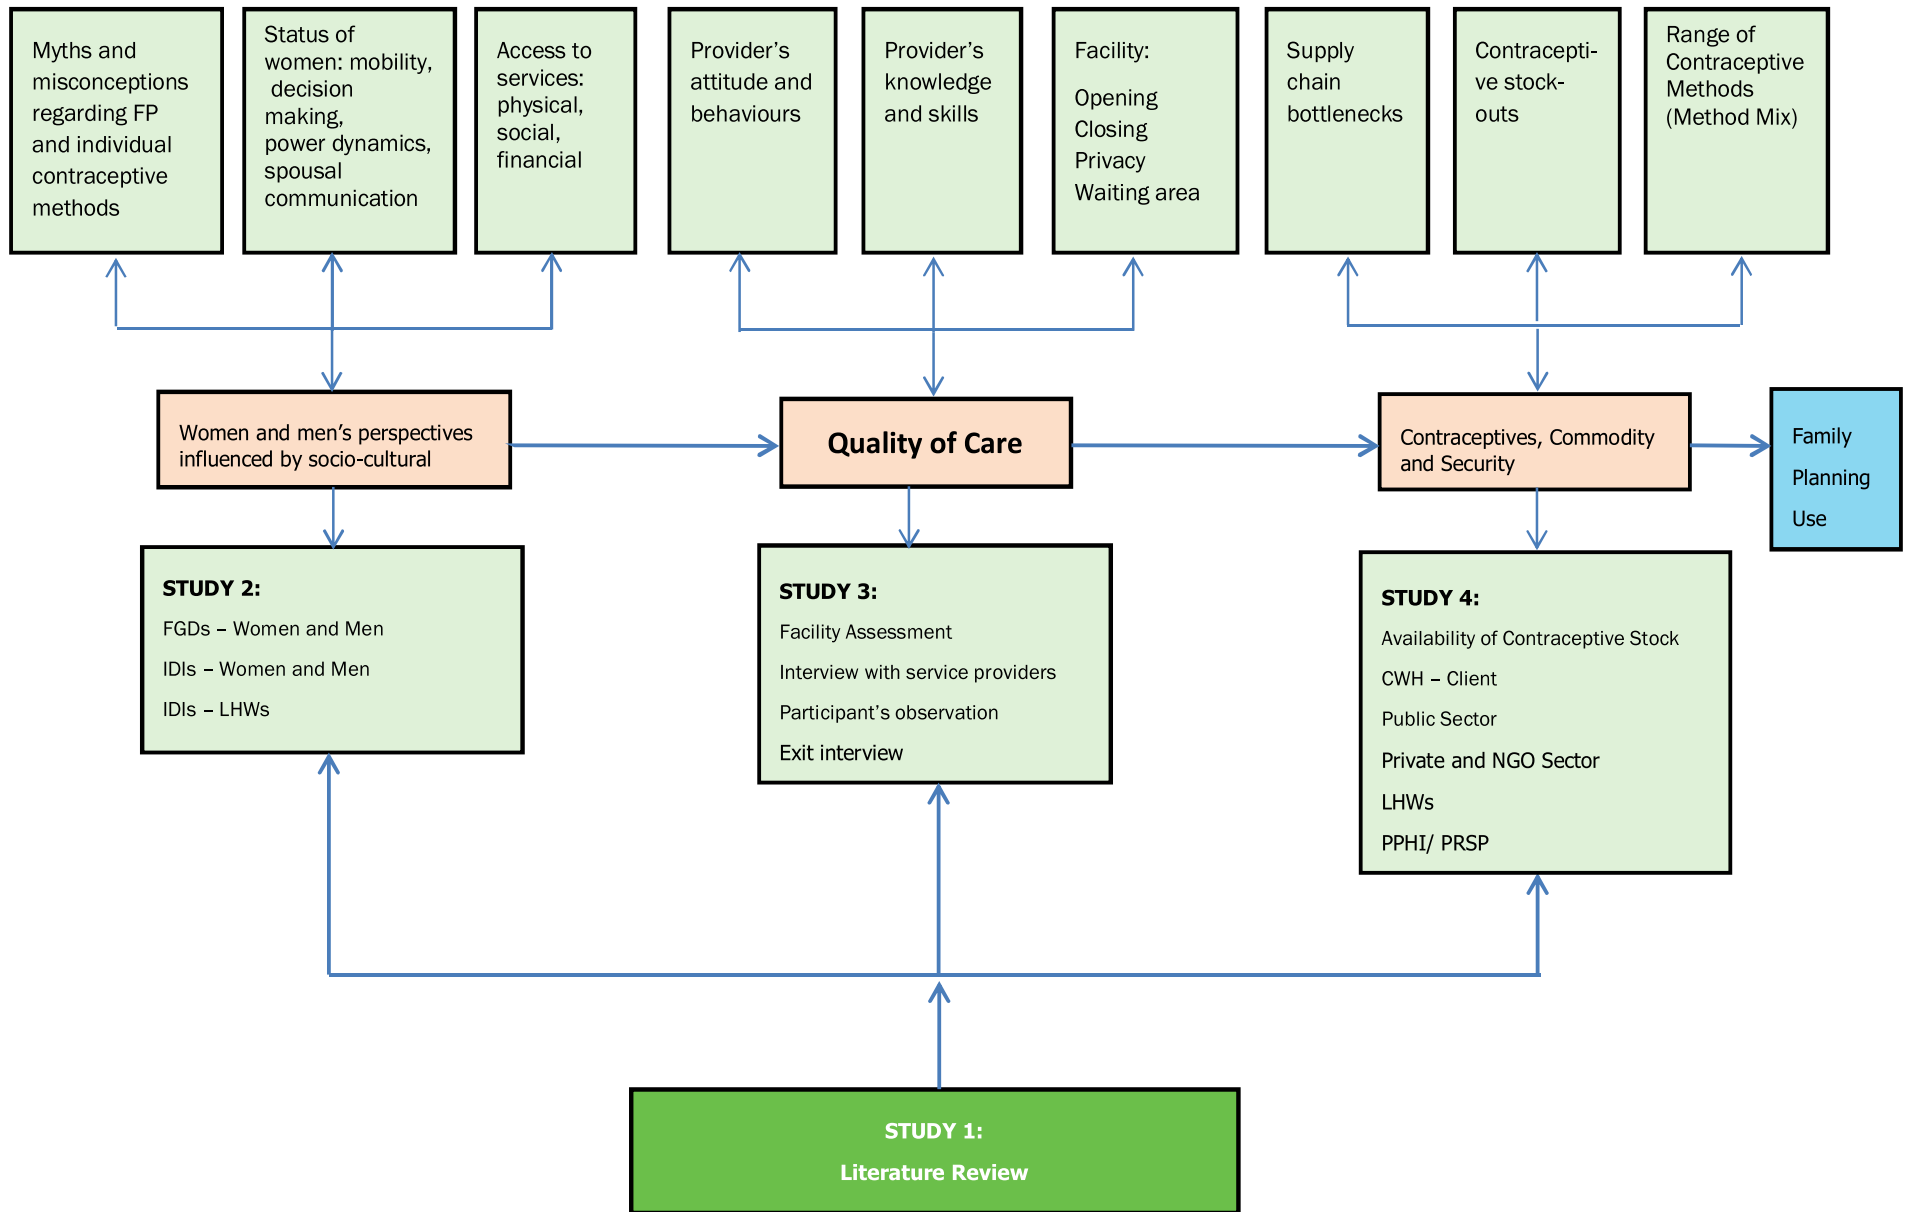 Myths and
misconceptions
regarding FP
and individual
contraceptive
methods
Status of
women: mobility,
decision
making,
power dynamics,
spousal
communication
Access to
services:
physical,
social,
financial
Provider’s
attitude and
behaviours
Provider’s
knowledge
and skills
Facility:
Opening
Closing
Privacy
Waiting area
Supply
chain
bottlenecks
Contracepti-
ve stock-
outs
Range of
Contraceptive
Methods
(Method Mix)
Women and men’s perspectives
influenced by socio-cultural
Quality of Care
Contraceptives, Commodity
and Security
Family
Planning
Use
STUDY 2:
FGDs – Women and Men
IDIs – Women and Men
IDIs – LHWs
STUDY 3:
Facility Assessment
Interview with service providers
Participant’s observation
Exit interview
STUDY 4:
Availability of Contraceptive Stock
CWH – Client
Public Sector
Private and NGO Sector
LHWs
PPHI/ PRSP
STUDY 1:
Literature Review